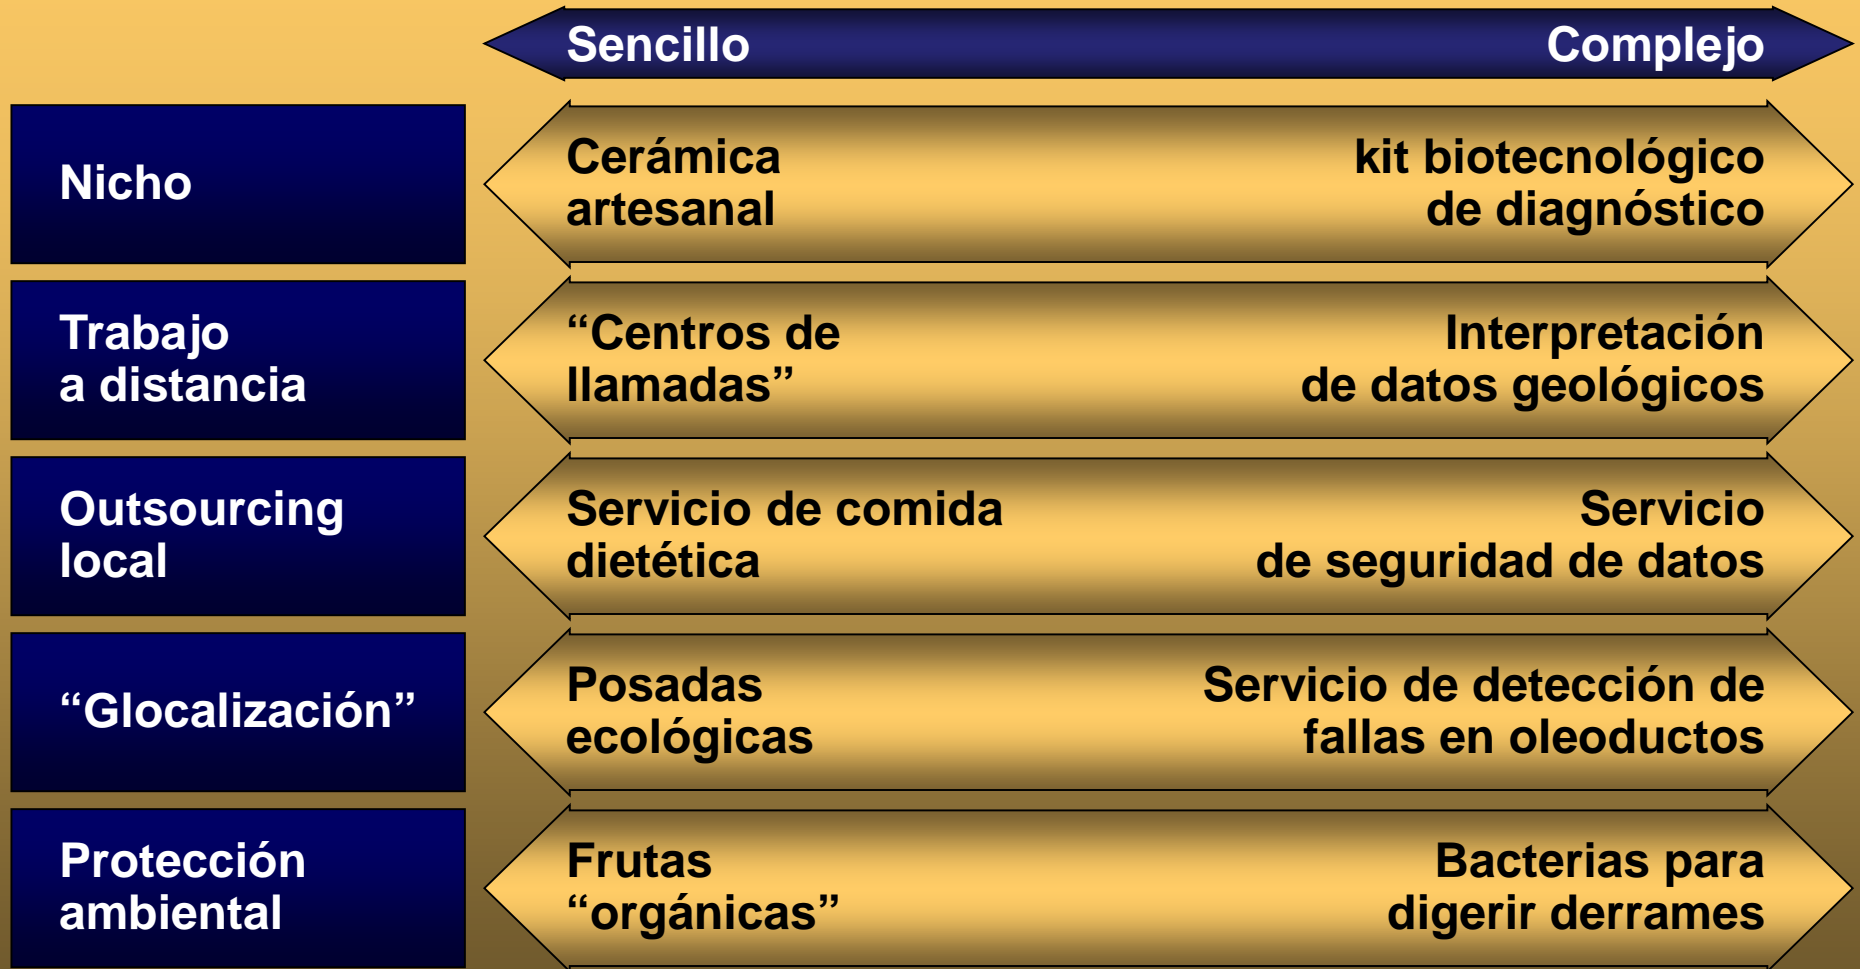 Sencillo Complejo
Nicho
Cerámica
artesanal
kit biotecnológico
de diagnóstico
Trabajo
a distancia
“Centros de
llamadas”
Interpretación
de datos geológicos
Outsourcing
local
Servicio de comida
dietética
Servicio
de seguridad de datos
“Glocalización”
Posadas
ecológicas
Servicio de detección de
fallas en oleoductos
Protección
ambiental
Frutas
“orgánicas”
Bacterias para
digerir derrames